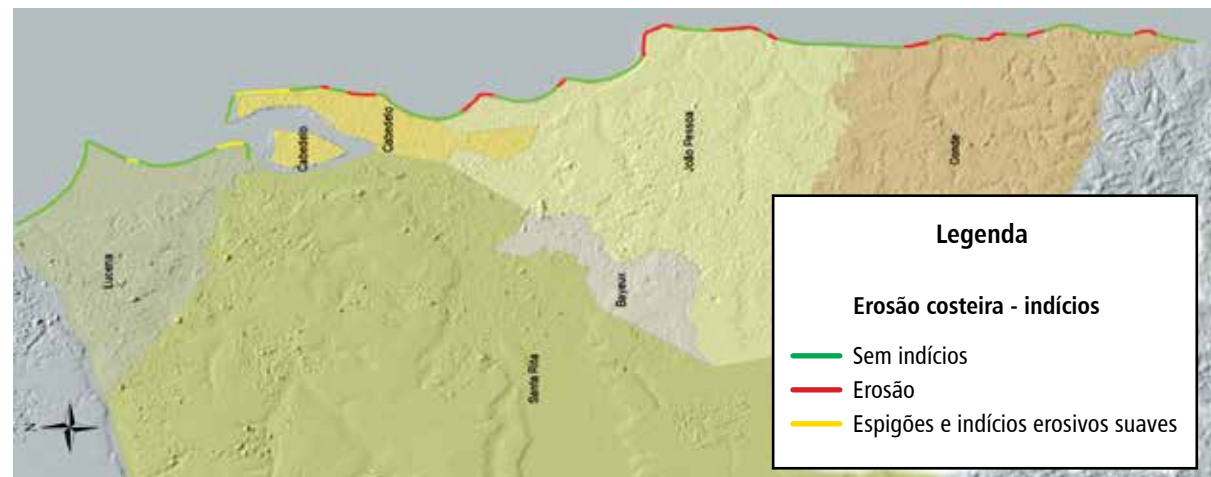 Cabedelo
Cabedelo
João Pessoa
Conde
Lucena
Bayeux
Santa Rita
N
Legenda
Erosão costeira - indícios
Sem indícios
Erosão
Espigões e indícios erosivos suaves